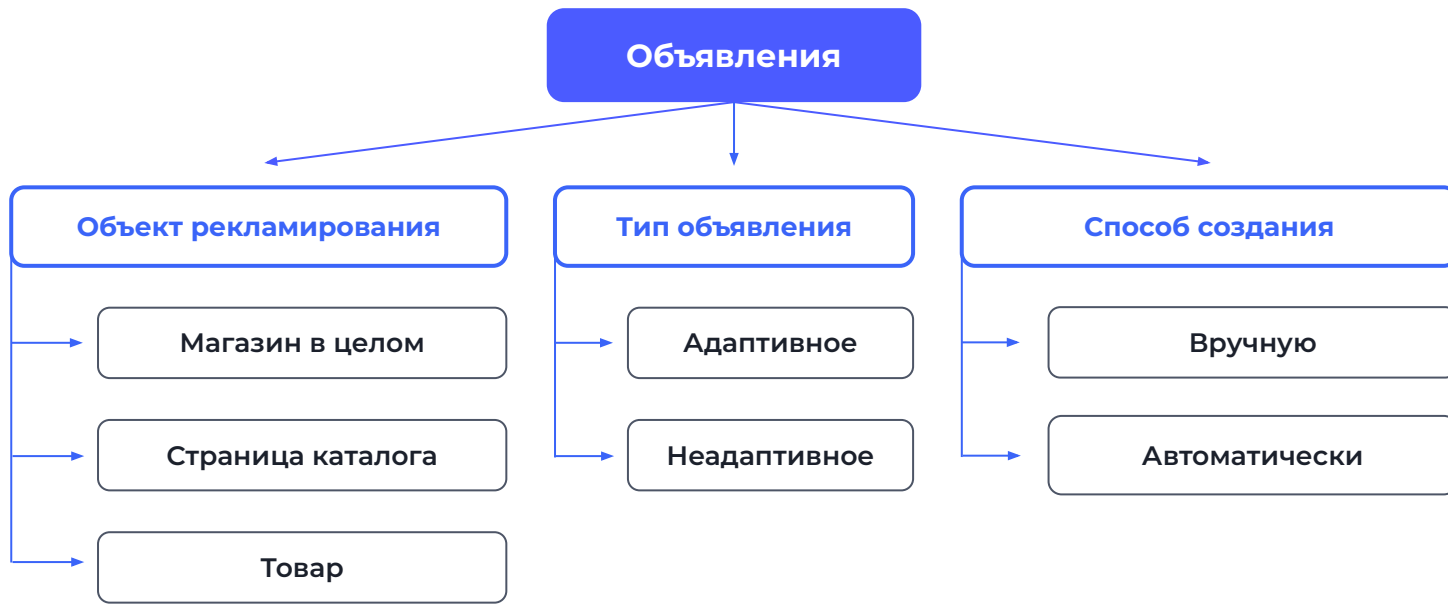 Объявления
Объект рекламирования
Магазин в целом
Страница каталога
Товар
Тип объявления
Адаптивное
Неадаптивное
Способ создания
Вручную
Автоматически